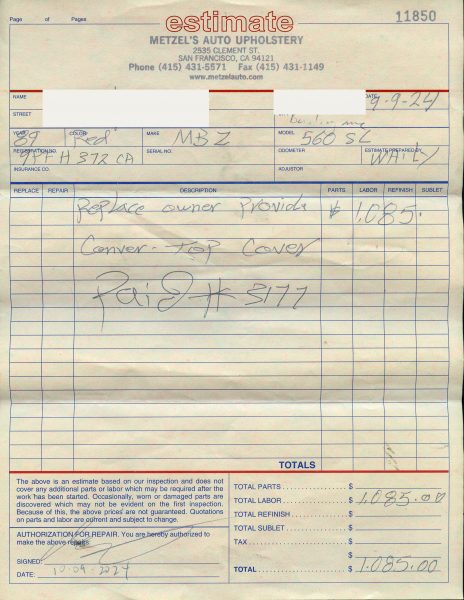 Page of Pages
estimate
11850
METZEL'S AUTO UPHOLSTERY
2535 CLEMENT ST.
SAN FRANCISCO, CA 94121
Phone (415) 431-5571 Fax (415) 431-1149
www.metzelauto.com
NAME DATE 9-9-24
STREET
YEAR 89 COLOR "Red" MAKE MBZ MODEL 560 SL
REGISTRATION NO. 9PFH372 CA SERIAL NO. ODOMETER ESTIMATE PREPARED BY WHILY
INSURANCE CO. ADJUSTOR
REPLACE REPAIR DESCRIPTION PARTS LABOR REFINISH SUBLET
Replace owner Provide $ 1,085.
Conver-Top Cover
Paid # 3177
TOTALS
The above is an estimate based on our inspection and does not
cover any additional parts or labor which may be required after the
work has been started. Occasionally, worn or damaged parts are
discovered which may not be evident on the first inspection.
Because of this, the above prices are not guaranteed. Quotations
on parts and labor are current and subject to change.
AUTHORIZATION FOR REPAIR. You are hereby authorized to
make the above repairs.
SIGNED:
DATE: 10-09-2024
TOTAL PARTS $
TOTAL LABOR $ 1,085.00
TOTAL REFINISH $
TOTAL SUBLET $
TAX $
$
TOTAL $ 1,085.00